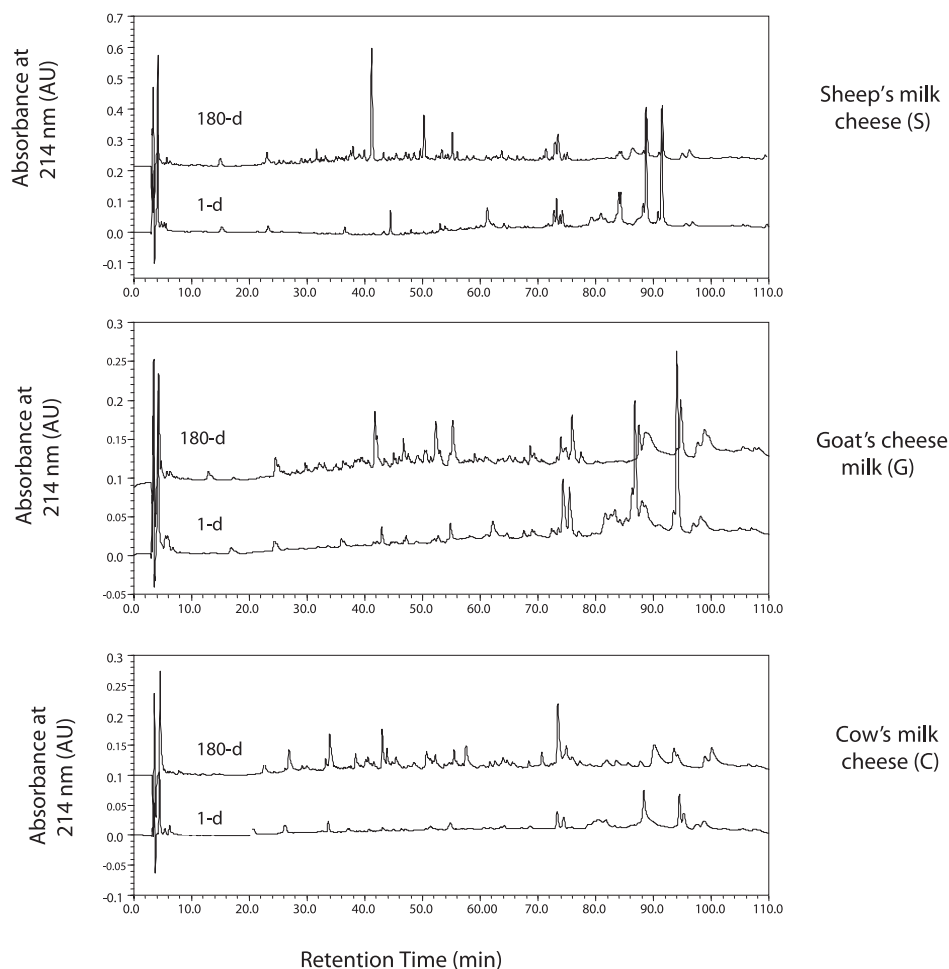 Absorbance at
214 nm (AU)
0.7
0.6
0.5
0.4
0.3
0.2
0.1
0.0
-0.1
180-d
1-d
0.0 10.0 20.0 30.0 40.0 50.0 60.0 70.0 80.0 90.0 100.0 110.0
Sheep's milk
cheese (S)
Absorbance at
214 nm (AU)
0.3
0.25
0.2
0.15
0.1
0.05
0.0
-0.05
180-d
1-d
0.0 10.0 20.0 30.0 40.0 50.0 60.0 70.0 80.0 90.0 100.0 110.0
Goat's cheese
milk (G)
Absorbance at
214 nm (AU)
0.3
0.25
0.2
0.15
0.1
0.05
0.0
-0.05
-0.1
180-d
1-d
0.0 10.0 20.0 30.0 40.0 50.0 60.0 70.0 80.0 90.0 100.0 110.0
Cow's milk
cheese (C)
Retention Time (min)